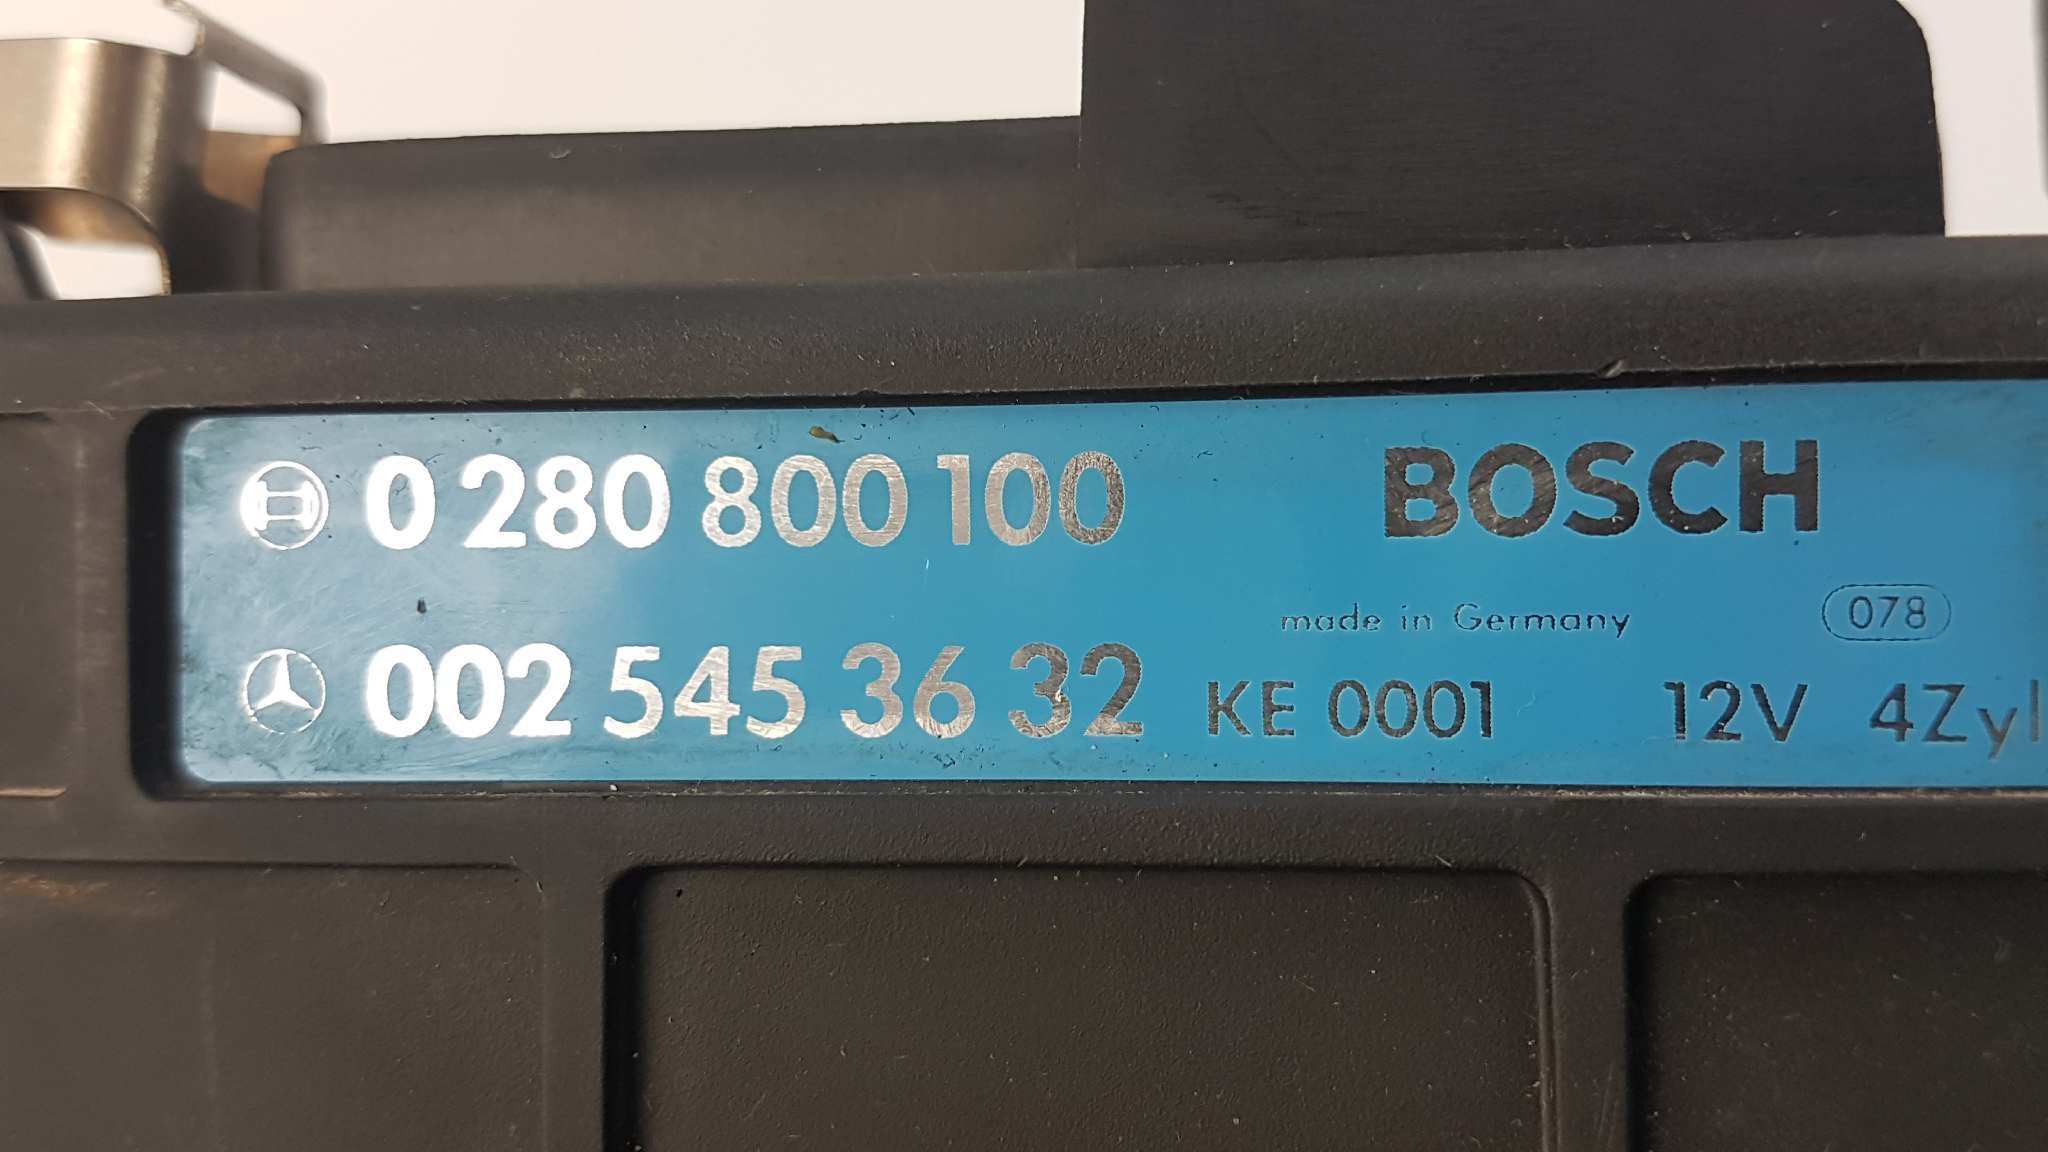 0 280 800 100 BOSCH
made in Germany 078
002 545 36 32 KE 0001 12V 4Zyl